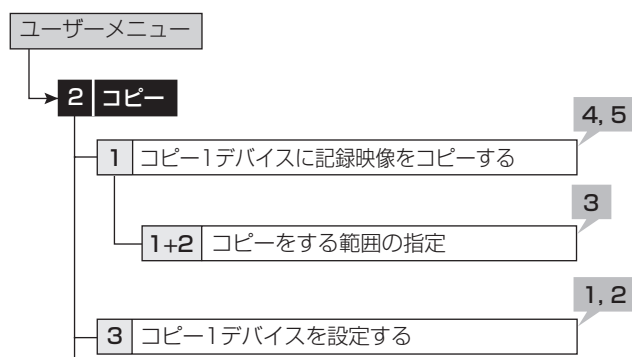 ユーザーメニュー
2 コピー
4, 5
1 コピー1デバイスに記録映像をコピーする
3
1+2 コピーをする範囲の指定
1, 2
3 コピー1デバイスを設定する